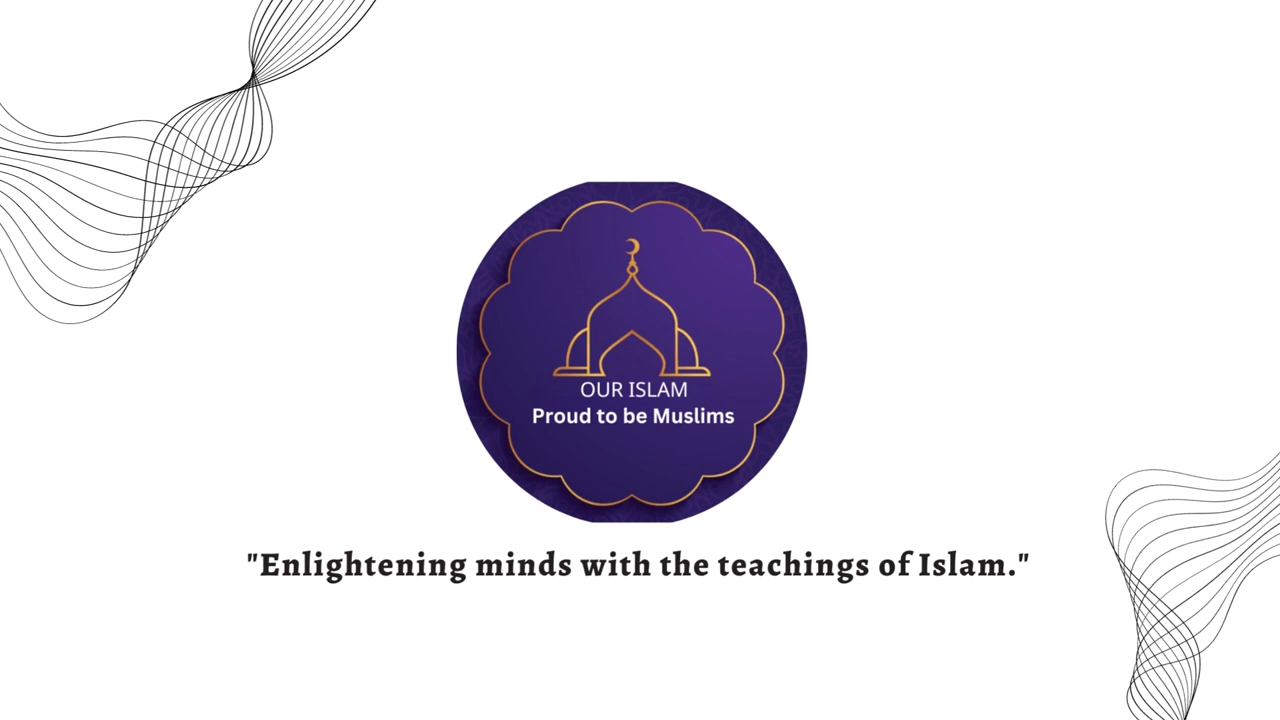 OUR ISLAM
Proud to be Muslims
"Enlightening minds with the teachings of Islam."